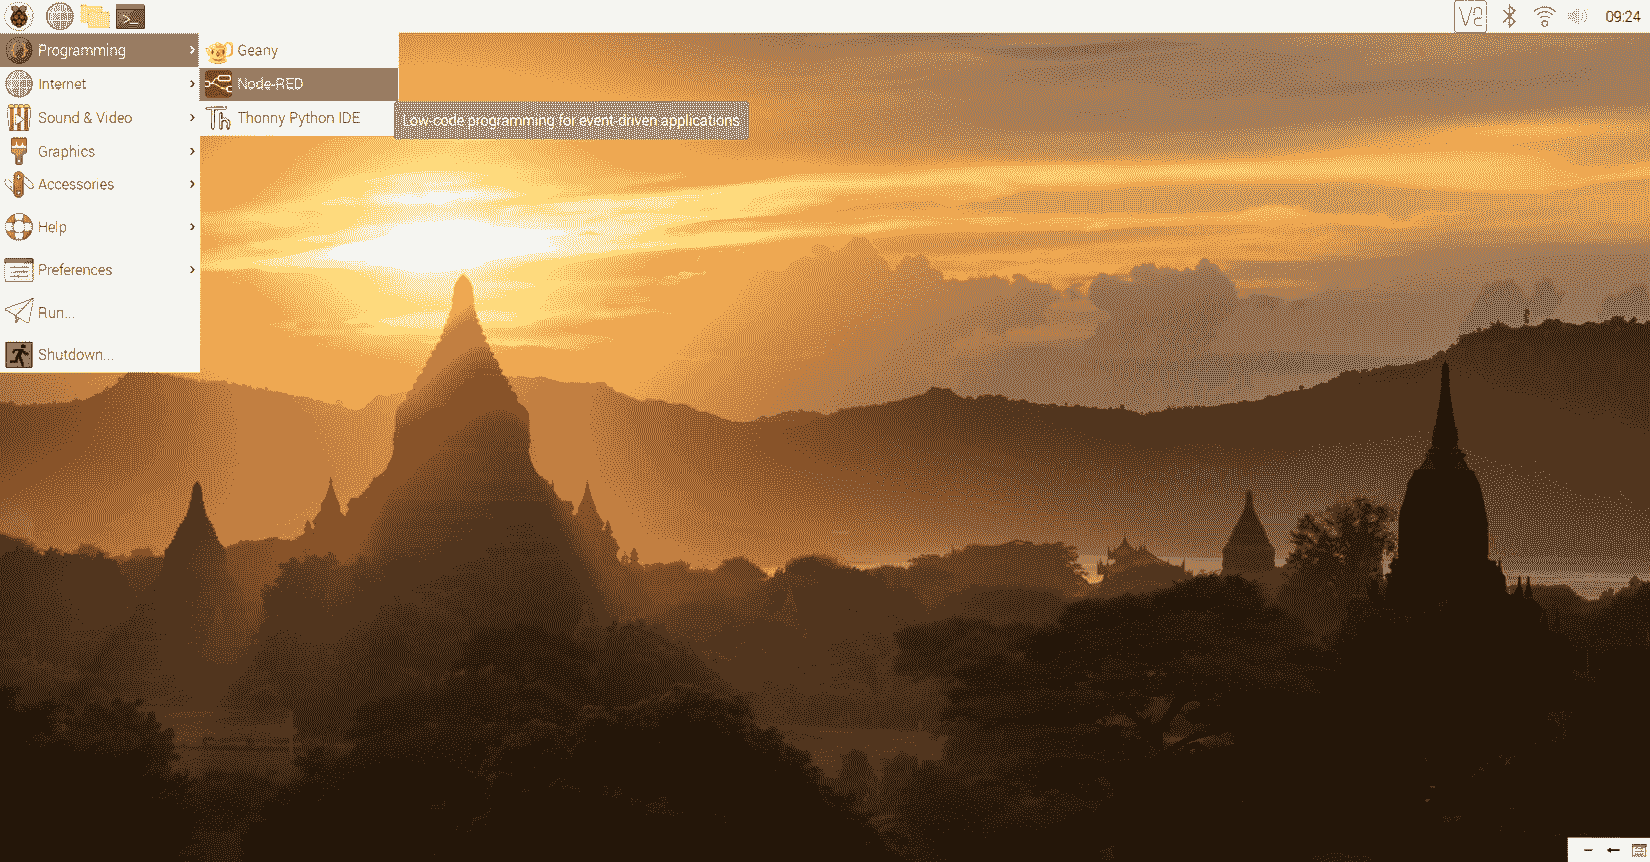 09:24
Programming
Geany
Internet
Node-RED
Sound & Video
Thonny Python IDE
Low-code programming for event-driven applications
Graphics
Accessories
Help
Preferences
Run...
Shutdown...